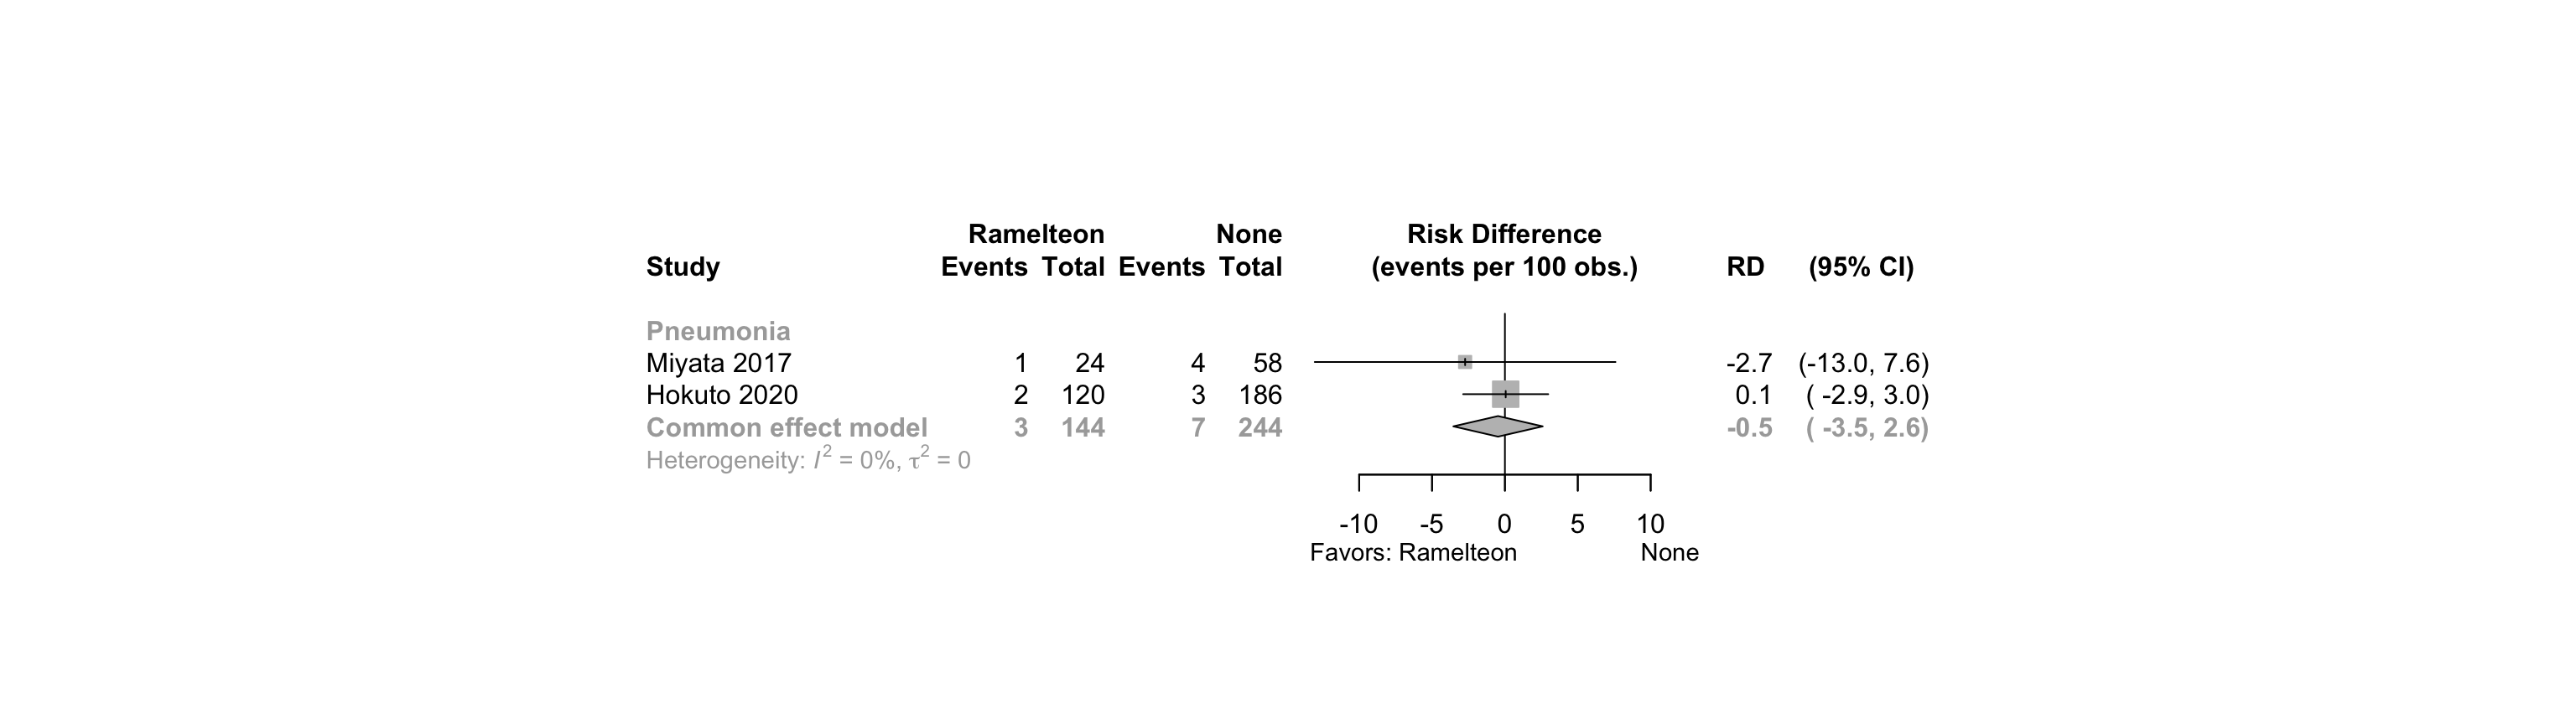 Ramelteon None Risk Difference
Study Events Total Events Total (events per 100 obs.) RD (95% CI)
Pneumonia
Miyata 2017 1 24 4 58 -2.7 (-13.0, 7.6)
Hokuto 2020 2 120 3 186 0.1 ( -2.9, 3.0)
Common effect model 3 144 7 244 -0.5 ( -3.5, 2.6)
Heterogeneity: I² = 0%, τ² = 0
-10 -5 0 5 10
Favors: Ramelteon None